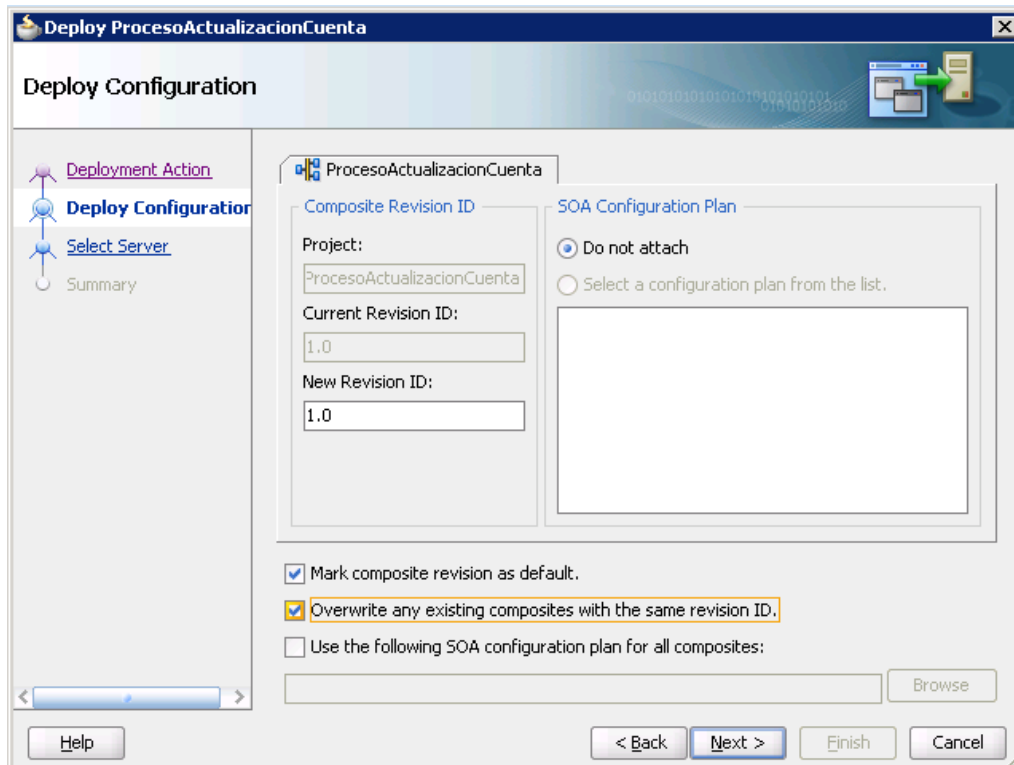 Deploy ProcesoActualizacionCuenta
Deploy Configuration
Deployment Action
Deploy Configuration
Select Server
Summary
ProcesoActualizacionCuenta
Composite Revision ID
Project:
ProcesoActualizacionCuenta
Current Revision ID:
1.0
New Revision ID:
1.0
SOA Configuration Plan
Do not attach
Select a configuration plan from the list.
Mark composite revision as default.
Overwrite any existing composites with the same revision ID.
Use the following SOA configuration plan for all composites:
Browse
Help
< Back
Next >
Finish
Cancel